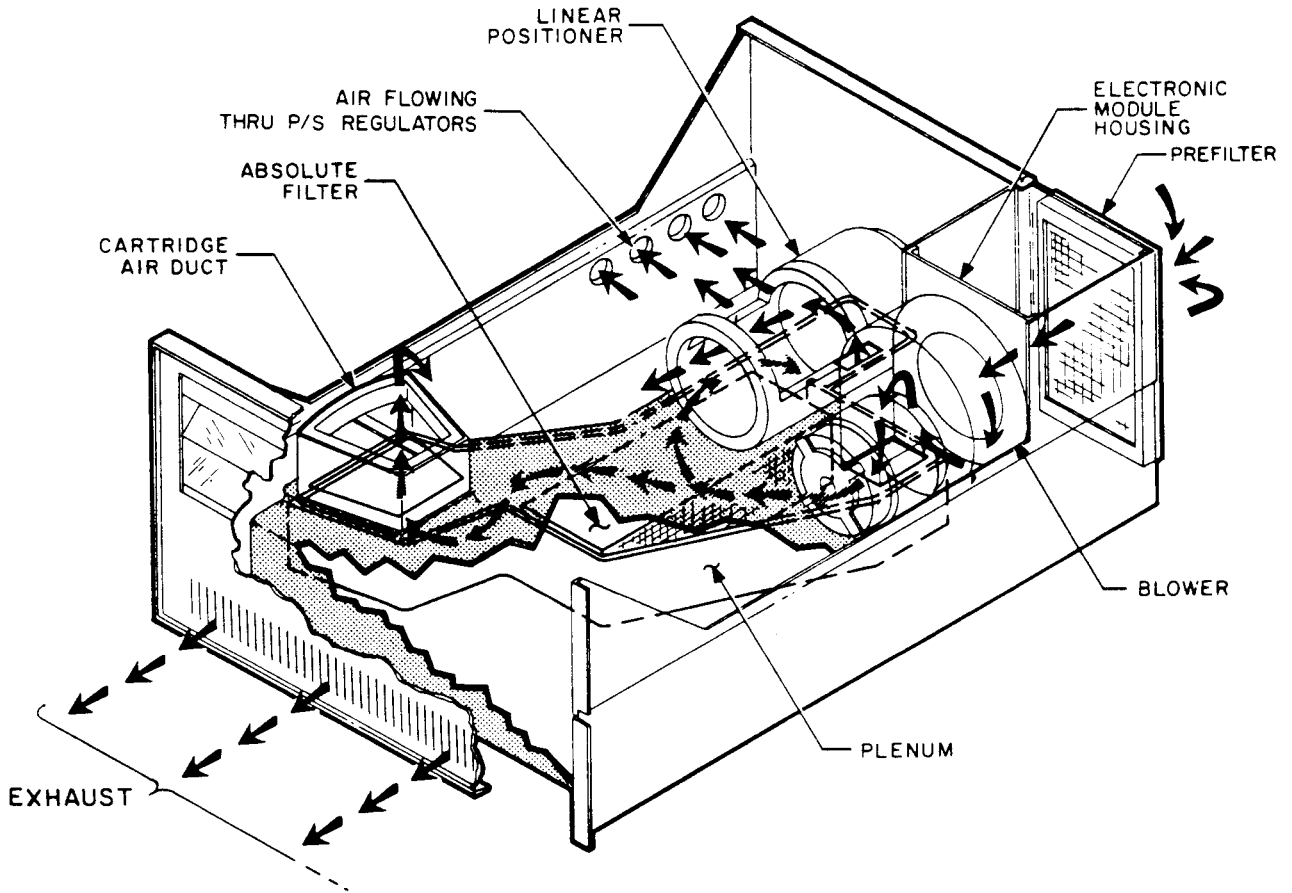 LINEAR
POSITIONER
AIR FLOWING
THRU P/S REGULATORS
ELECTRONIC
MODULE
HOUSING
PREFILTER
ABSOLUTE
FILTER
CARTRIDGE
AIR DUCT
BLOWER
PLENUM
EXHAUST